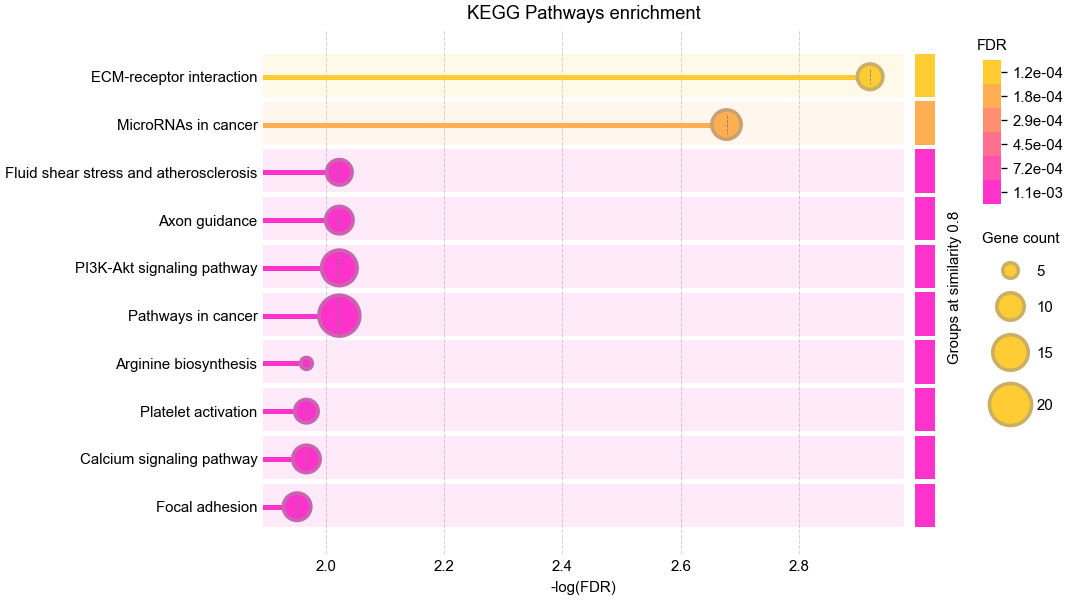 KEGG Pathways enrichment
ECM-receptor interaction
MicroRNAs in cancer
Fluid shear stress and atherosclerosis
Axon guidance
PI3K-Akt signaling pathway
Pathways in cancer
Arginine biosynthesis
Platelet activation
Calcium signaling pathway
Focal adhesion
2.0
2.2
2.4
2.6
2.8
-log(FDR)
Groups at similarity 0.8
FDR
1.2e-04
1.8e-04
2.9e-04
4.5e-04
7.2e-04
1.1e-03
Gene count
5
10
15
20